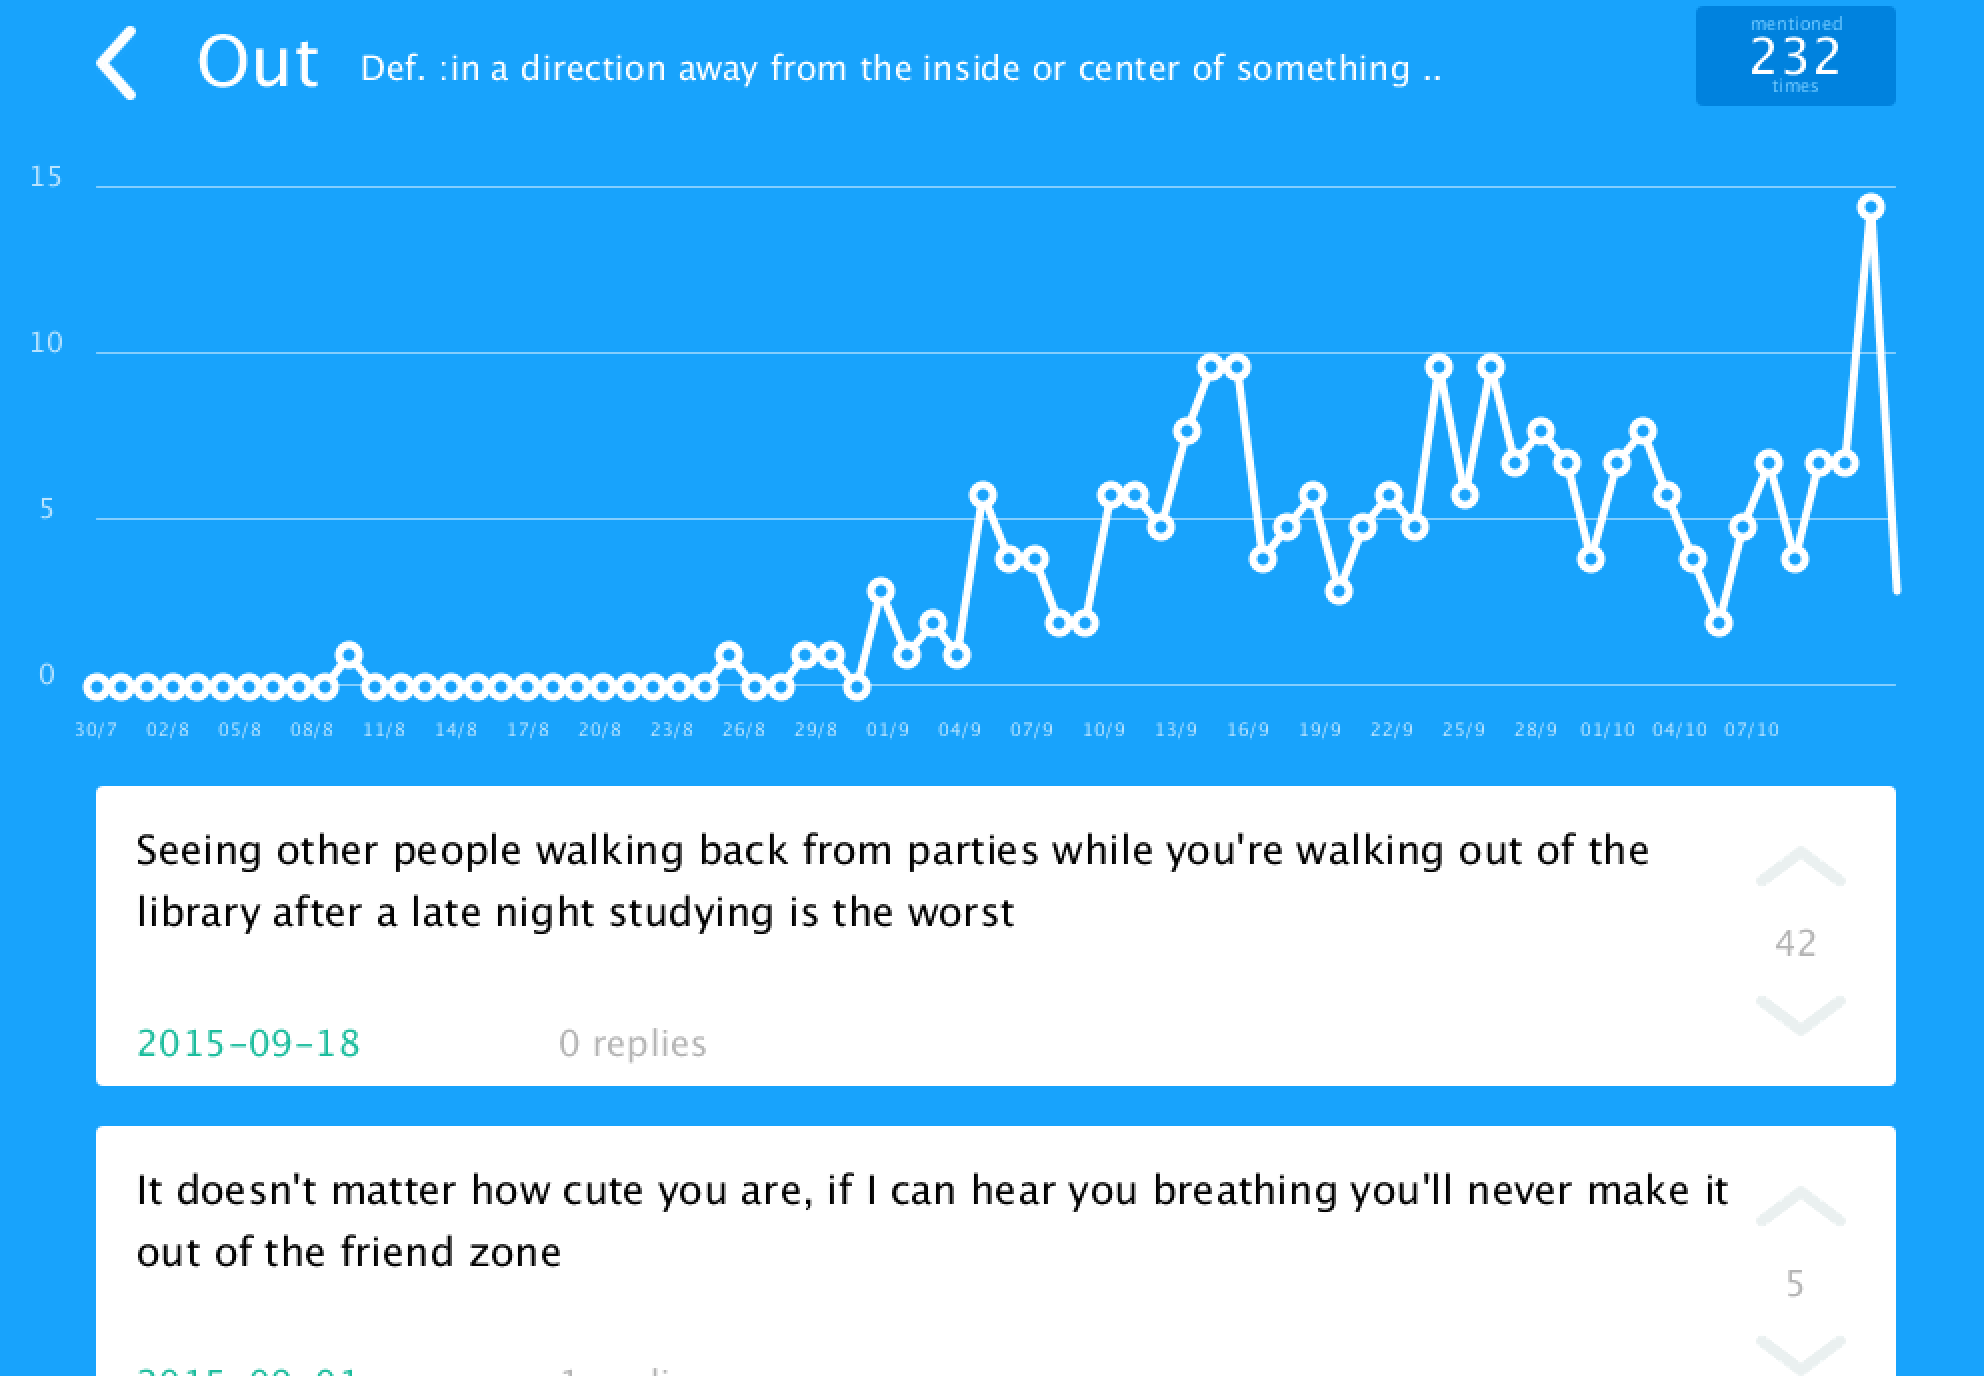 Out
Def. :in a direction away from the inside or center of something ..
mentioned
232
times
15
10
5
0
30/7 02/8 05/8 08/8 11/8 14/8 17/8 20/8 23/8 26/8 29/8 01/9 04/9 07/9 10/9 13/9 16/9 19/9 22/9 25/9 28/9 01/10 04/10 07/10
Seeing other people walking back from parties while you're walking out of the
library after a late night studying is the worst
42
2015-09-18 0 replies
It doesn't matter how cute you are, if I can hear you breathing you'll never make it
out of the friend zone
5